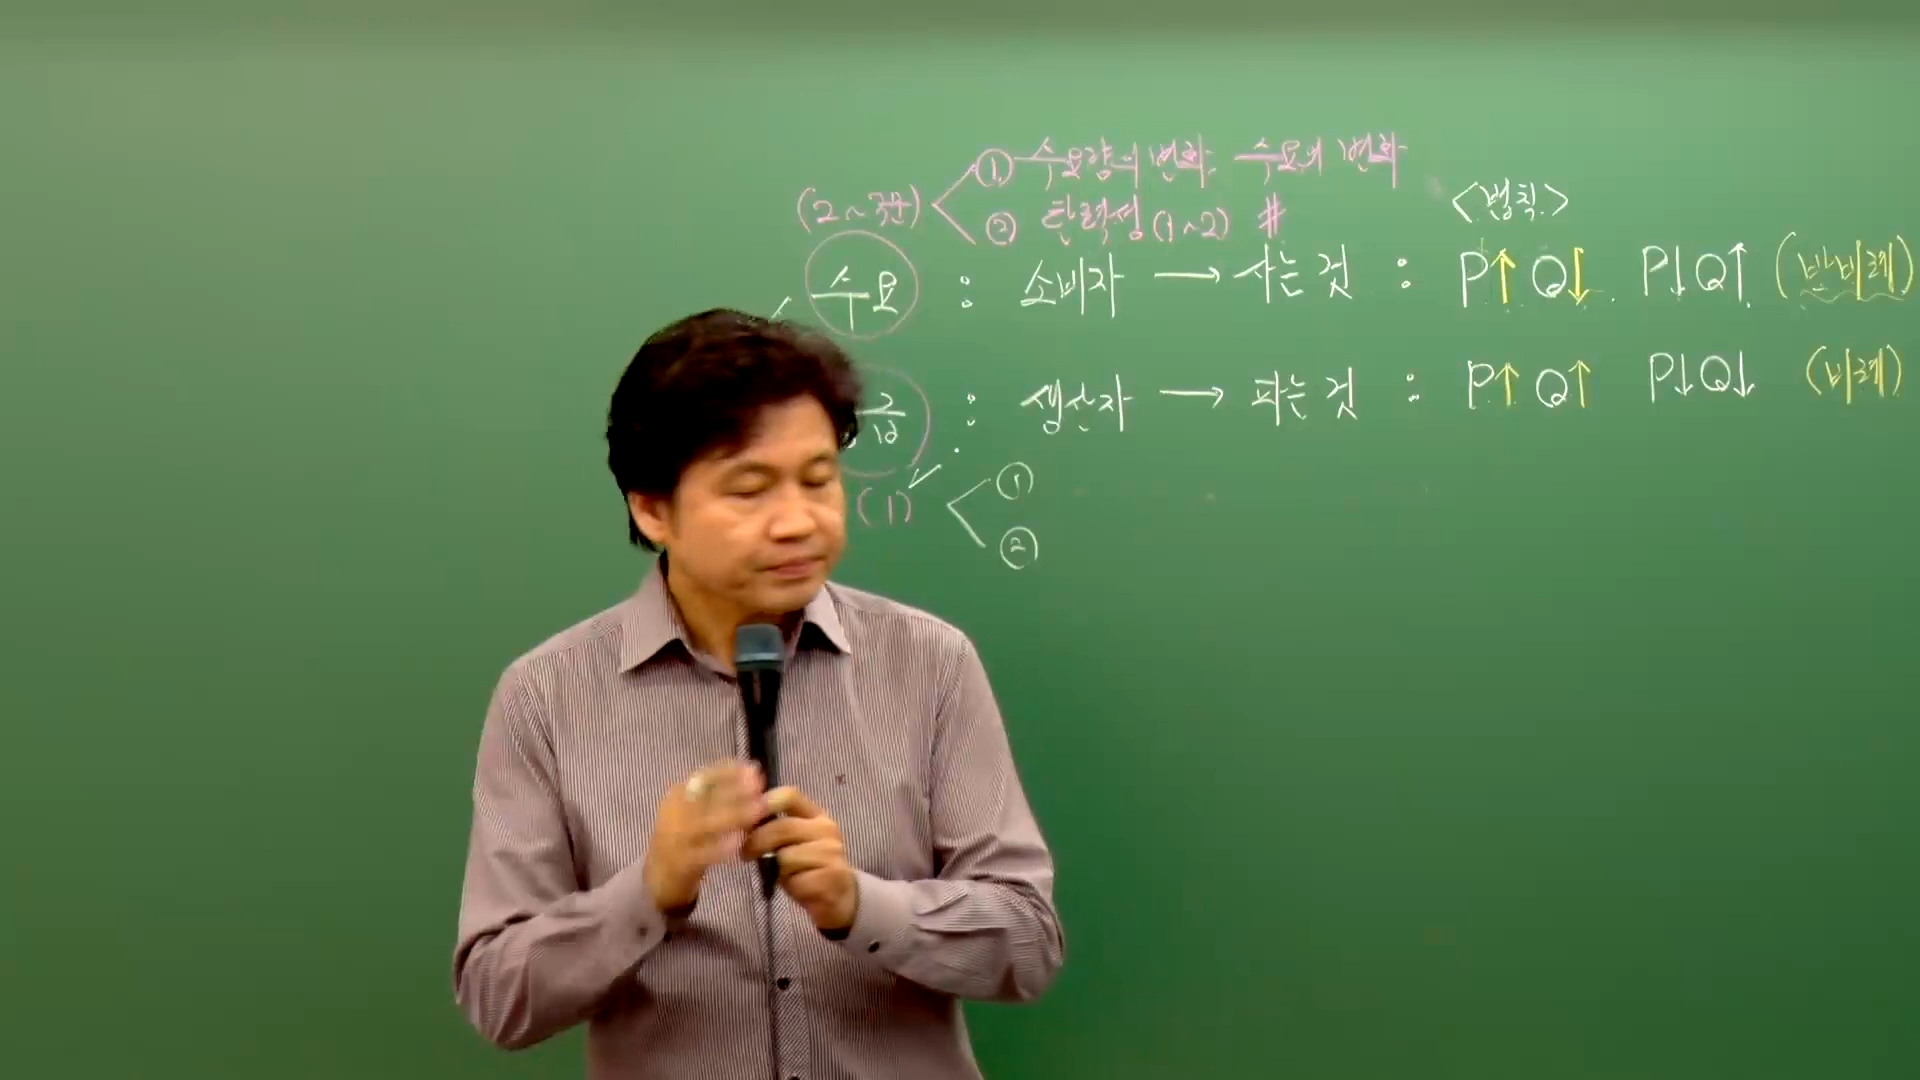 (2~3문) ① 수요량의 변화, 수요의 변화
② 탄력성 (1~2) #
<법칙>
수요 : 소비자 → 사는 것 : P↑ Q↓. P↓Q↑ (반비례)
급 : 생산자 → 파는 것 : P↑ Q↑ P↓Q↓ (비례)
(1) ①
②